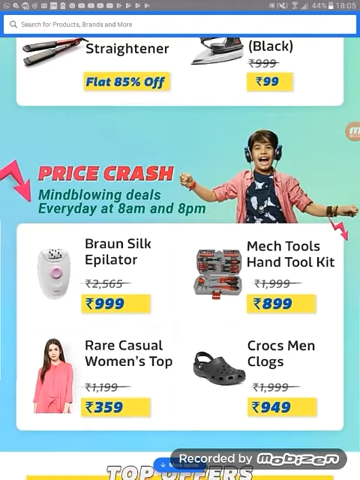 44% 18:05
Search for Products, Brands and More
Straightener
Flat 85% Off
(Black)
₹999
₹99
PRICE CRASH
Mindblowing deals
Everyday at 8am and 8pm
Braun Silk
Epilator
₹2,565
₹999
Mech Tools
Hand Tool Kit
₹1,999
₹899
Rare Casual
Women's Top
₹1,199
₹359
Crocs Men
Clogs
₹1,999
₹949
Recorded by Mobizen
TOP OFFERS